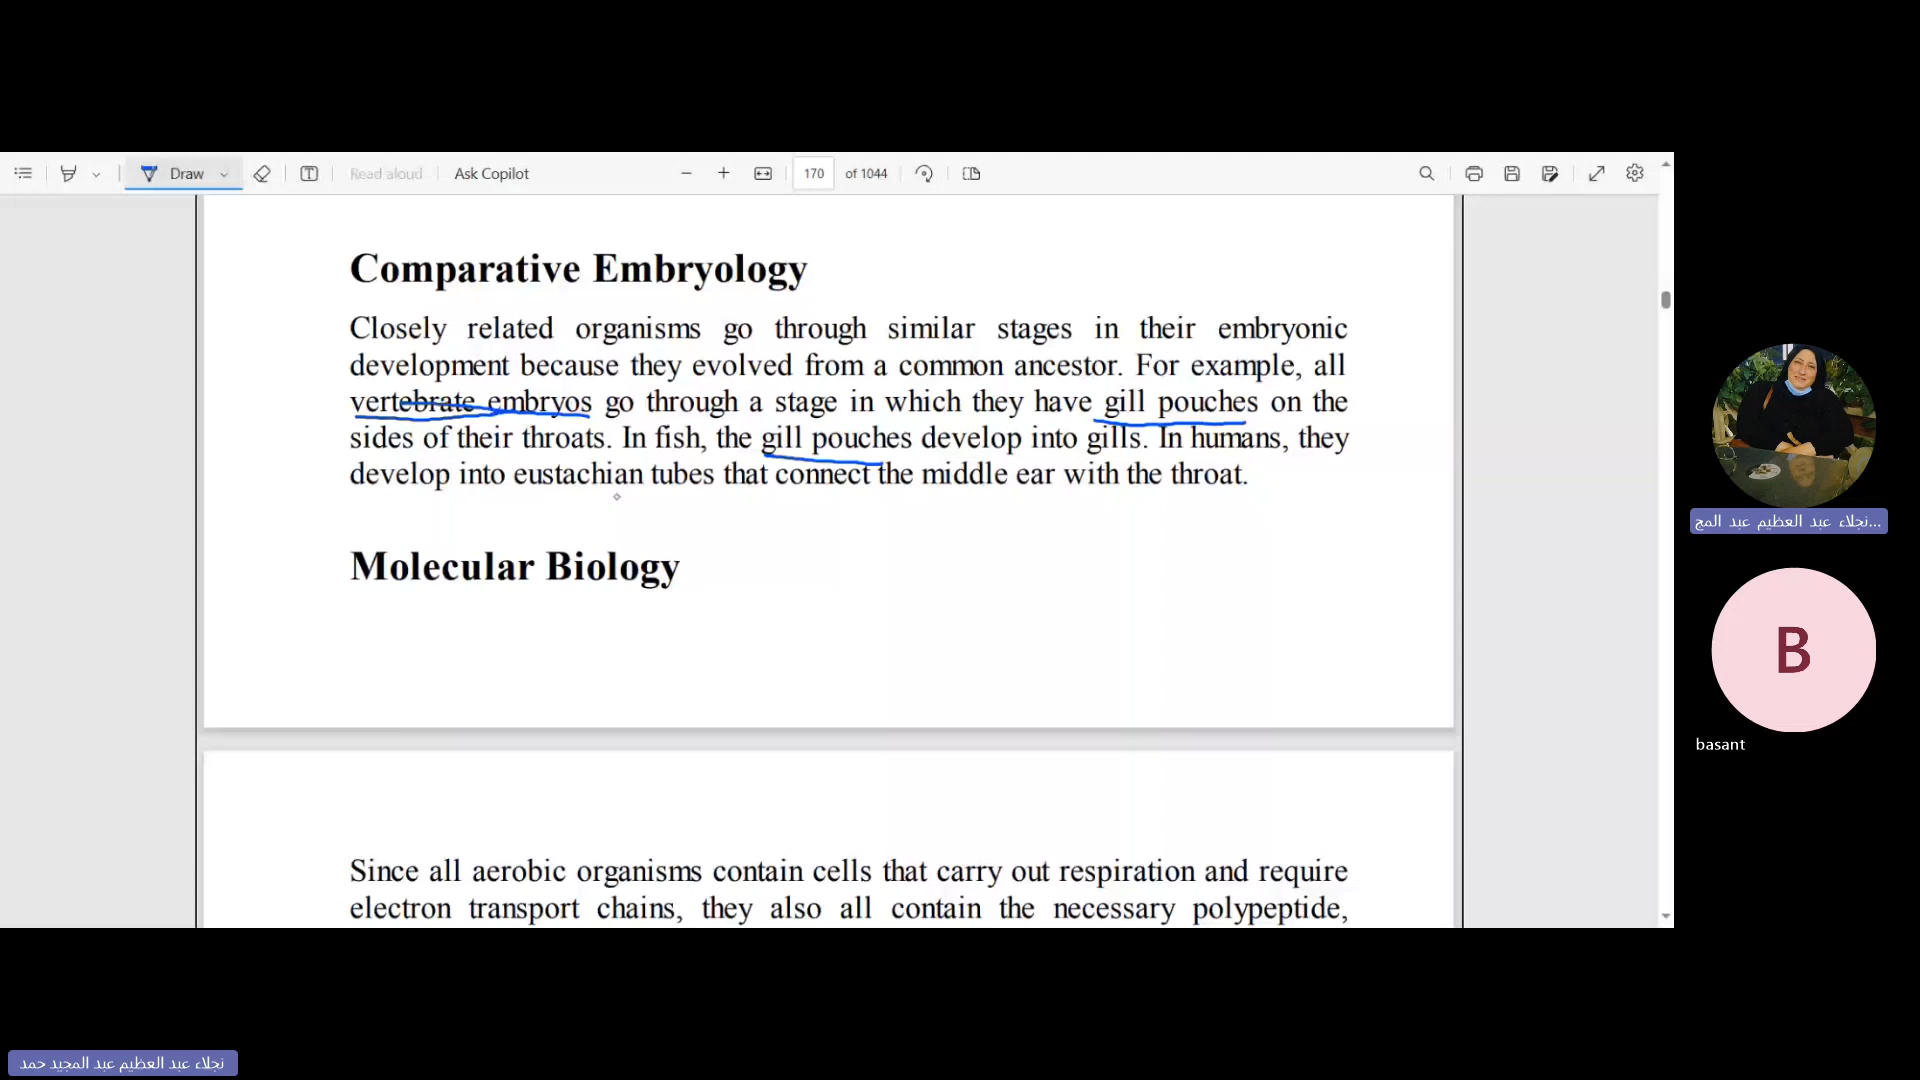 Draw
Read aloud
Ask Copilot
170 of 1044
Comparative Embryology
Closely related organisms go through similar stages in their embryonic
development because they evolved from a common ancestor. For example, all
vertebrate embryos go through a stage in which they have gill pouches on the
sides of their throats. In fish, the gill pouches develop into gills. In humans, they
develop into eustachian tubes that connect the middle ear with the throat.
Molecular Biology
Since all aerobic organisms contain cells that carry out respiration and require
electron transport chains, they also all contain the necessary polypeptide,
نجلاء عبد العظيم عبد المج...
B
basant
نجلاء عبد العظيم عبد المجيد حمد